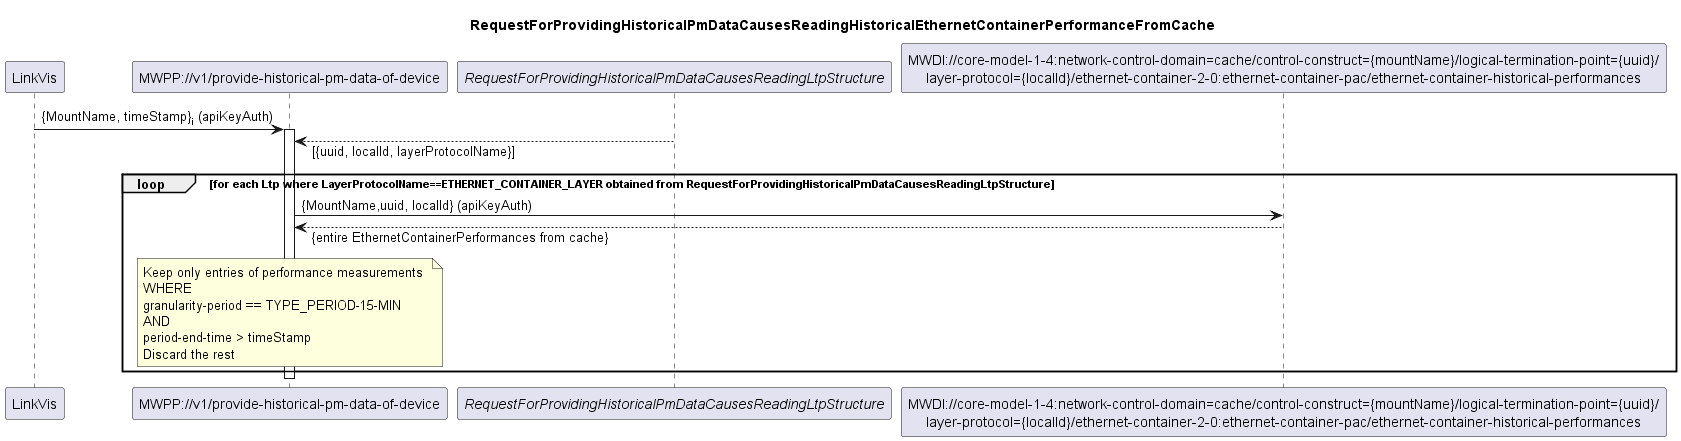 RequestForProvidingHistoricalPmDataCausesReadingHistoricalEthernetContainerPerformanceFromCache
LinkVis
MWPP://v1/provide-historical-pm-data-of-device
RequestForProvidingHistoricalPmDataCausesReadingLtpStructure
MWDI://core-model-1-4:network-control-domain=cache/control-construct={mountName}/logical-termination-point={uuid}/
layer-protocol={localId}/ethernet-container-2-0:ethernet-container-pac/ethernet-container-historical-performances
{MountName, timeStamp}i (apiKeyAuth)
[{uuid, localId, layerProtocolName}]
loop
[for each Ltp where LayerProtocolName==ETHERNET_CONTAINER_LAYER obtained from RequestForProvidingHistoricalPmDataCausesReadingLtpStructure]
{MountName,uuid, localId} (apiKeyAuth)
{entire EthernetContainerPerformances from cache}
Keep only entries of performance measurements
WHERE
granularity-period == TYPE_PERIOD-15-MIN
AND
period-end-time > timeStamp
Discard the rest
LinkVis
MWPP://v1/provide-historical-pm-data-of-device
RequestForProvidingHistoricalPmDataCausesReadingLtpStructure
MWDI://core-model-1-4:network-control-domain=cache/control-construct={mountName}/logical-termination-point={uuid}/
layer-protocol={localId}/ethernet-container-2-0:ethernet-container-pac/ethernet-container-historical-performances